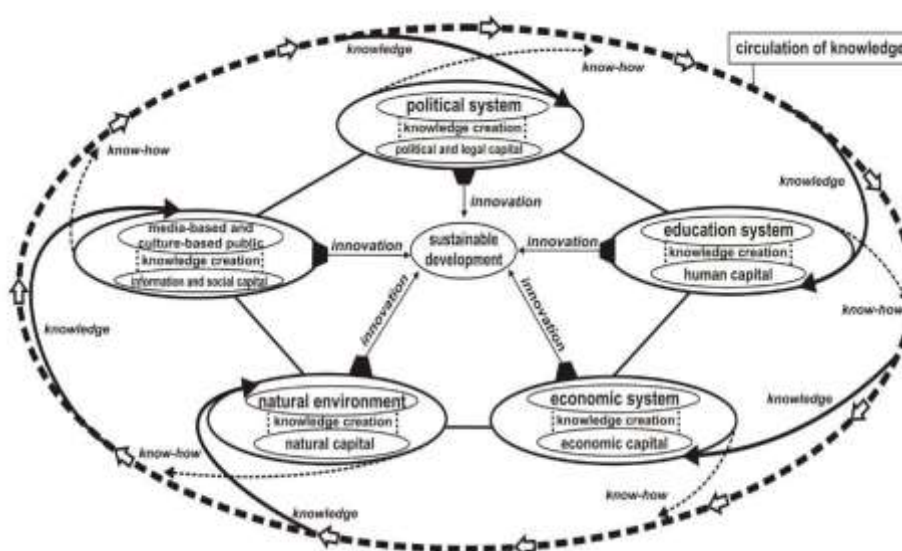 knowledge
know-how
circulation of knowledge
political system
knowledge creation
political and legal capital
know-how
knowledge
innovation
media-based and
culture-based public
knowledge creation
information and social capital
innovation
sustainable
development
innovation
education system
knowledge creation
human capital
know-how
knowledge
innovation
innovation
knowledge
natural environment
knowledge creation
natural capital
economic system
knowledge creation
economic capital
know-how
know-how
knowledge